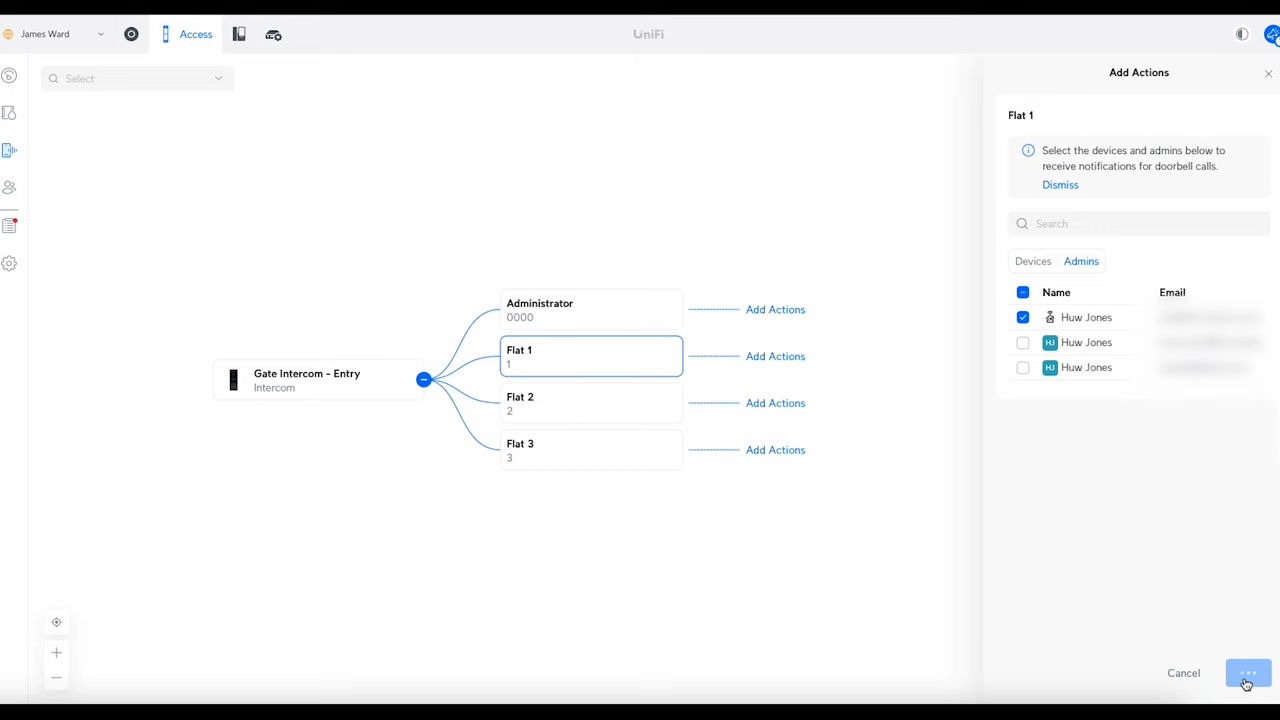 James Ward
Access
UniFi
Select
Gate Intercom - Entry
Intercom
Administrator
0000
Add Actions
Flat 1
1
Add Actions
Flat 2
2
Add Actions
Flat 3
3
Add Actions
Add Actions
Flat 1
Select the devices and admins below to
receive notifications for doorbell calls.
Dismiss
Search
Devices Admins
Name Email
Huw Jones
HJ Huw Jones
HJ Huw Jones
Cancel